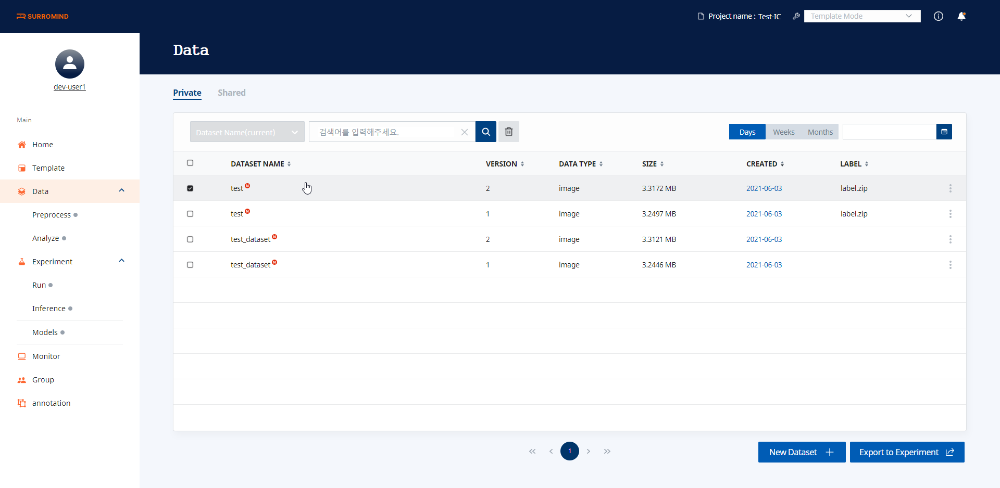 SURROMIND
Project name : Test-IC
Template Mode
Data
dev-user1
Private
Shared
Main
Home
Template
Data
Preprocess
Analyze
Experiment
Run
Inference
Models
Monitor
Group
annotation
Dataset Name(current)
검색어를 입력해주세요.
Days Weeks Months
DATASET NAME VERSION DATA TYPE SIZE CREATED LABEL
test N 2 image 3.3172 MB 2021-06-03 label.zip
test N 1 image 3.2497 MB 2021-06-03 label.zip
test_dataset N 2 image 3.3121 MB 2021-06-03
test_dataset N 1 image 3.2446 MB 2021-06-03
1
New Dataset
Export to Experiment